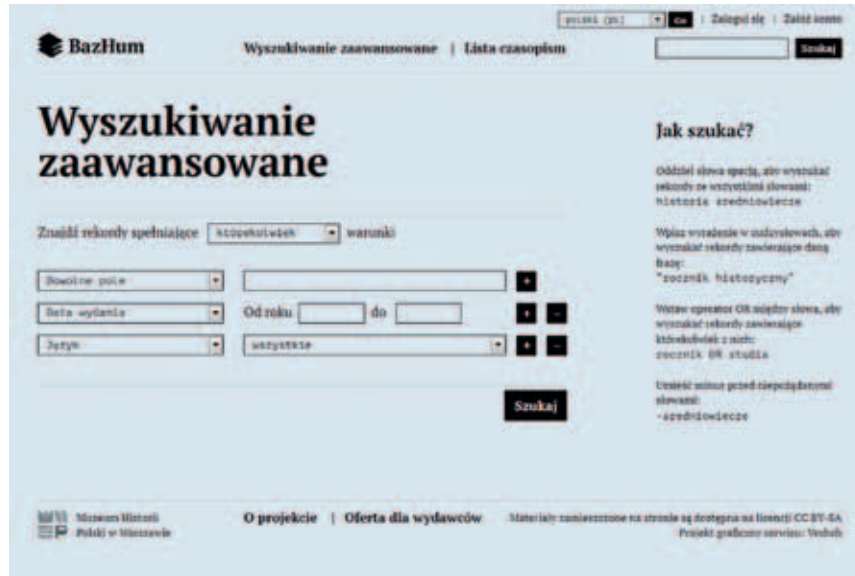 polski (pl) Go | Zaloguj się | Załóż konto
BazHum
Wyszukiwanie zaawansowane | Lista czasopism
Szukaj
Wyszukiwanie
zaawansowane
Znajdź rekordy spełniające którekolwiek warunki
Dowolne pole +
Data wydania Od roku do + -
Język wszystkie + -
Szukaj
Jak szukać?
Oddziel słowa spacją, aby wyszukać
rekordy ze wszystkimi słowami:
historia średniowiecze
Wpisz wyrażenie w cudzysłowach, aby
wyszukać rekordy zawierające daną
frazę:
"rocznik historyczny"
Wstaw operator OR między słowa, aby
wyszukać rekordy zawierające
którekolwiek z nich:
rocznik OR studia
Umieść minus przed niepożądanymi
słowami:
-średniowiecze
Muzeum Historii
Polski w Warszawie
O projekcie | Oferta dla wydawców
Materiały zamieszczone na stronie są dostępna na licencji CC BY-SA
Projekt graficzny serwisu: